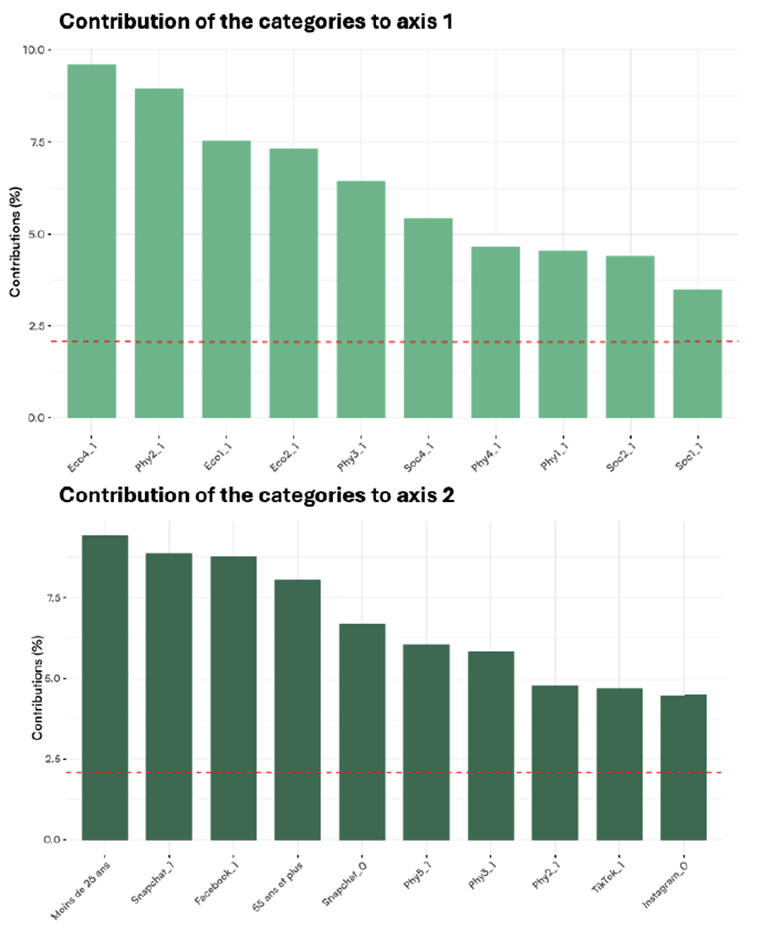 Contribution of the categories to axis 1
10.0
7.5
5.0
2.5
0.0
Contributions (%)
Eco4_1 Phy2_1 Eco1_1 Eco2_1 Phy3_1 Soc4_1 Phy4_1 Phy1_1 Soc2_1 Soc1_1
Contribution of the categories to axis 2
7.5
5.0
2.5
0.0
Contributions (%)
Moins de 25 ans Snapchat_1 Facebook_1 65 ans et plus Snapchat_0 Phy5_1 Phy3_1 Phy2_1 TikTok_1 Instagram_0